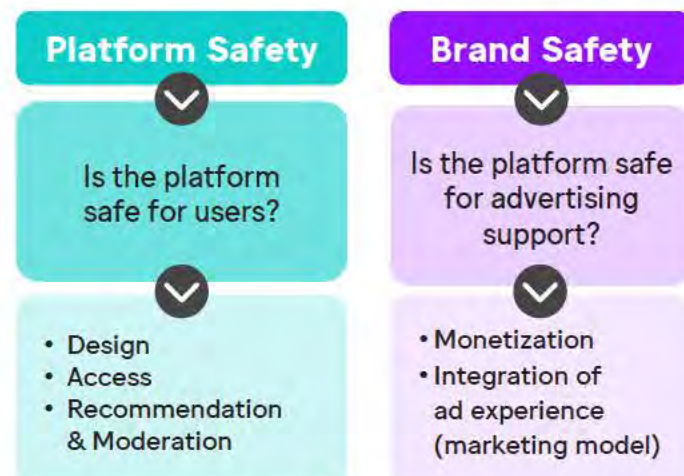 Platform Safety
Is the platform
safe for users?
• Design
• Access
• Recommendation
& Moderation
Brand Safety
Is the platform safe
for advertising
support?
• Monetization
• Integration of
ad experience
(marketing model)